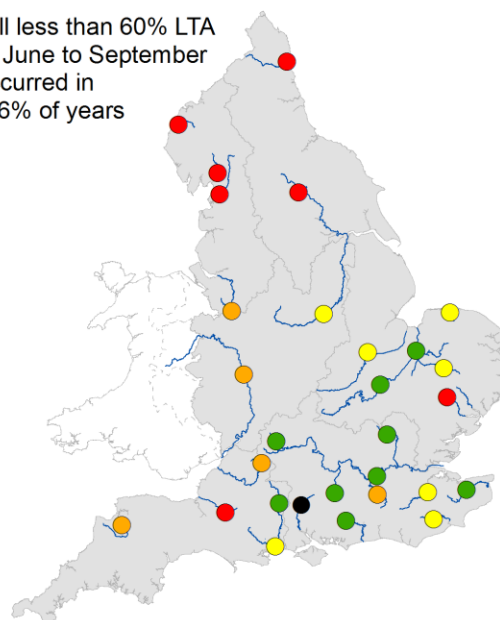 ll less than 60% LTA
June to September
curred in
6% of years